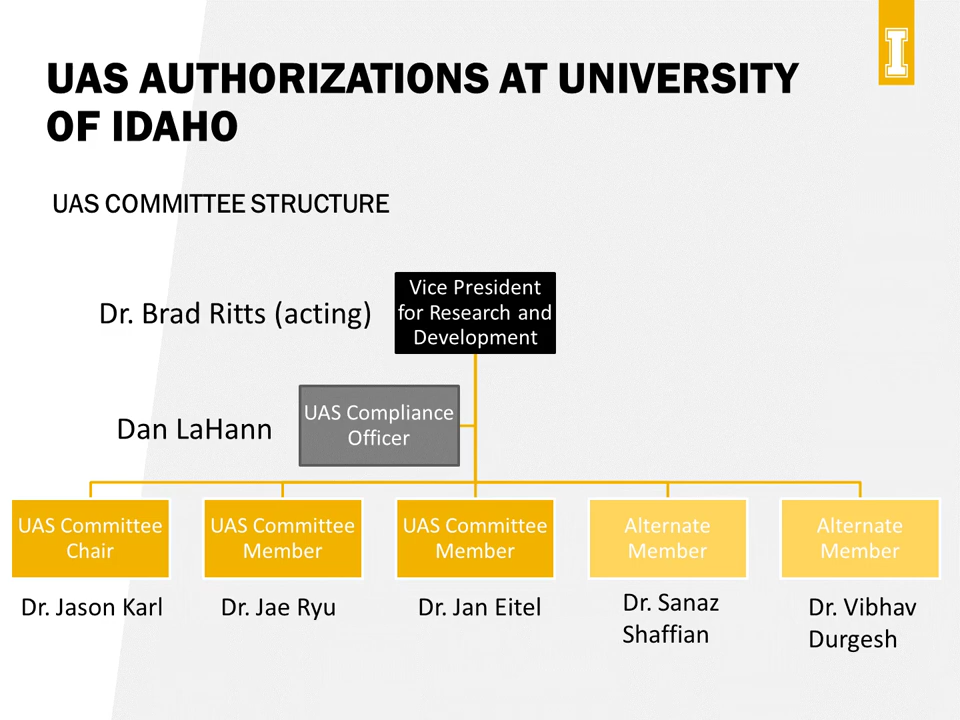 UAS AUTHORIZATIONS AT UNIVERSITY
OF IDAHO
I
UAS COMMITTEE STRUCTURE
Dr. Brad Ritts (acting)
Vice President
for Research and
Development
Dan LaHann
UAS Compliance
Officer
UAS Committee
Chair
UAS Committee
Member
UAS Committee
Member
Alternate
Member
Alternate
Member
Dr. Jason Karl
Dr. Jae Ryu
Dr. Jan Eitel
Dr. Sanaz
Shaffian
Dr. Vibhav
Durgesh